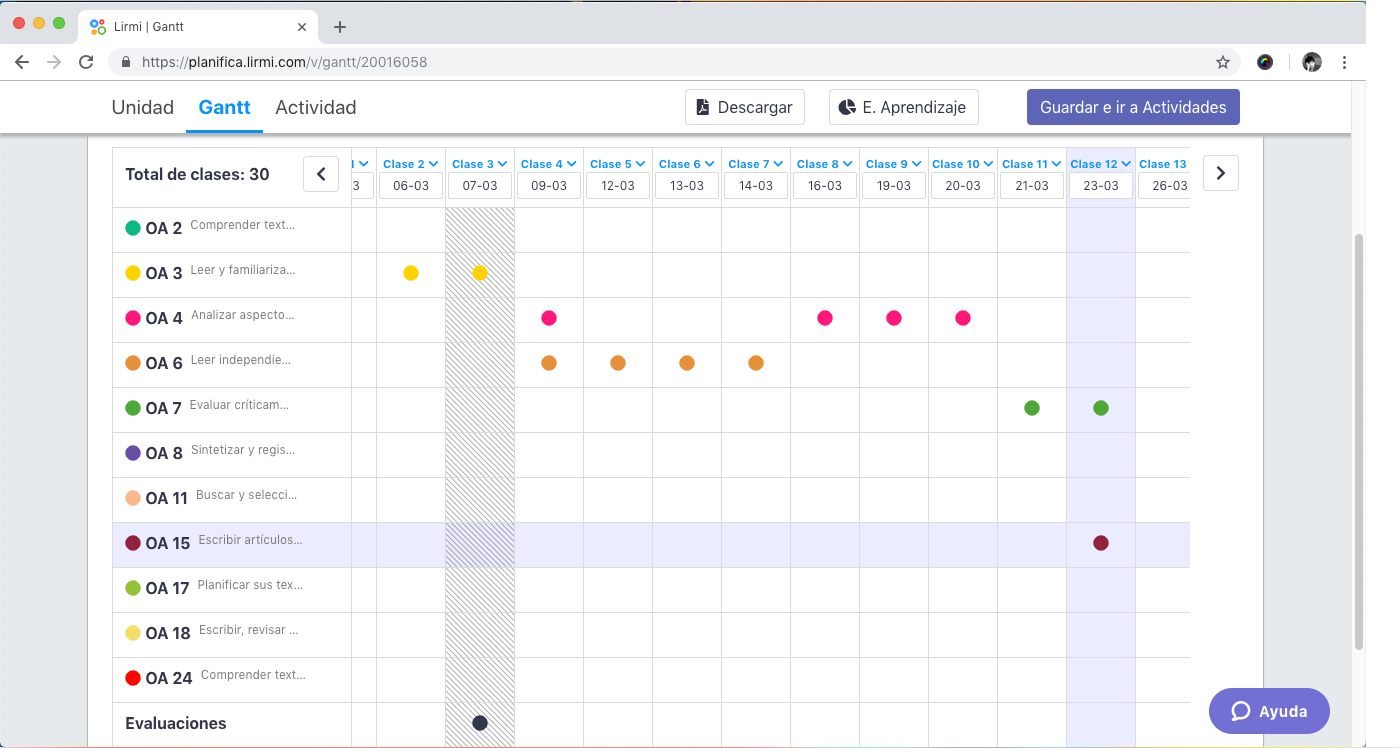 Lirmi | Gantt
https://planifica.lirmi.com/v/gantt/20016058
Unidad Gantt Actividad Descargar E. Aprendizaje Guardar e ir a Actividades
Total de clases: 30
1 Clase 2 Clase 3 Clase 4 Clase 5 Clase 6 Clase 7 Clase 8 Clase 9 Clase 10 Clase 11 Clase 12 Clase 13
3 06-03 07-03 09-03 12-03 13-03 14-03 16-03 19-03 20-03 21-03 23-03 26-03
OA 2 Comprender text...
OA 3 Leer y familiariza...
OA 4 Analizar aspecto...
OA 6 Leer independie...
OA 7 Evaluar críticam...
OA 8 Sintetizar y regis...
OA 11 Buscar y selecci...
OA 15 Escribir artículos...
OA 17 Planificar sus tex...
OA 18 Escribir, revisar ...
OA 24 Comprender text...
Evaluaciones
Ayuda